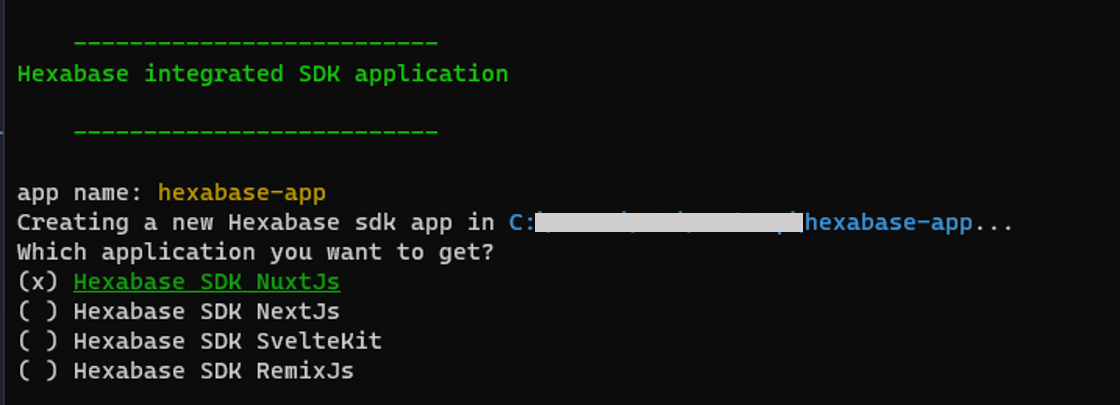 --------------------------
Hexabase integrated SDK application
--------------------------
app name: hexabase-app
Creating a new Hexabase sdk app in C:hexabase-app...
Which application you want to get?
(x) Hexabase SDK NuxtJs
( ) Hexabase SDK NextJs
( ) Hexabase SDK SvelteKit
( ) Hexabase SDK RemixJs